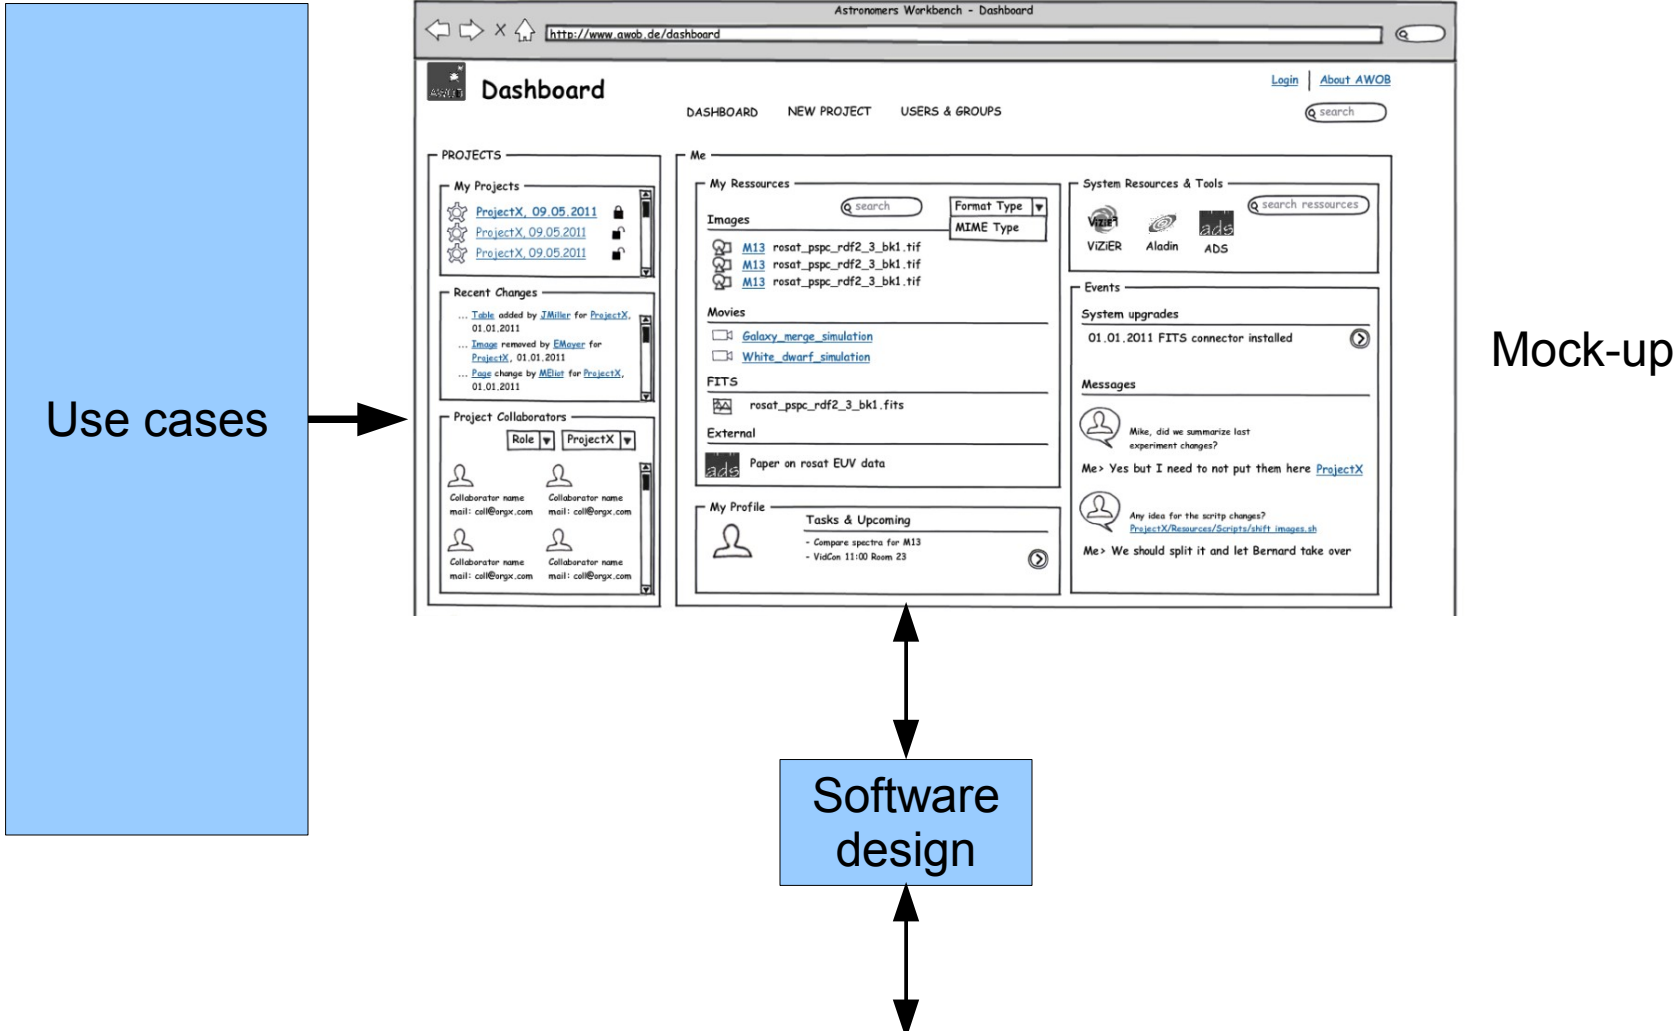 Use cases
Astronomers Workbench - Dashboard
http://www.awob.de/dashboard
AWOB
Dashboard
Login
About AWOB
DASHBOARD
NEW PROJECT
USERS & GROUPS
search
PROJECTS
My Projects
ProjectX, 09.05.2011
ProjectX, 09.05.2011
ProjectX, 09.05.2011
Recent Changes
... Table added by JMiller for ProjectX,
01.01.2011
... Image removed by EMayer for
ProjectX, 01.01.2011
... Page change by MEliot for ProjectX,
01.01.2011
Project Collaborators
Role
ProjectX
Collaborator name
mail: coll@orgx.com
Collaborator name
mail: coll@orgx.com
Collaborator name
mail: coll@orgx.com
Collaborator name
mail: coll@orgx.com
Me
My Ressources
search
Format Type
MIME Type
Images
M13 rosat_pspc_rdf2_3_bk1.tif
M13 rosat_pspc_rdf2_3_bk1.tif
M13 rosat_pspc_rdf2_3_bk1.tif
Movies
Galaxy_merge_simulation
White_dwarf_simulation
FITS
rosat_pspc_rdf2_3_bk1.fits
External
ads
Paper on rosat EUV data
My Profile
Tasks & Upcoming
- Compare spectra for M13
- VidCon 11:00 Room 23
System Resources & Tools
search ressources
VizieR
ads
ViZiER
Aladin
ADS
Events
System upgrades
01.01.2011 FITS connector installed
Messages
Mike, did we summarize last
experiment changes?
Me> Yes but I need to not put them here ProjectX
Any idea for the scritp changes?
ProjectX/Resources/Scripts/shift_images.sh
Me> We should split it and let Bernard take over
Mock-up
Software
design